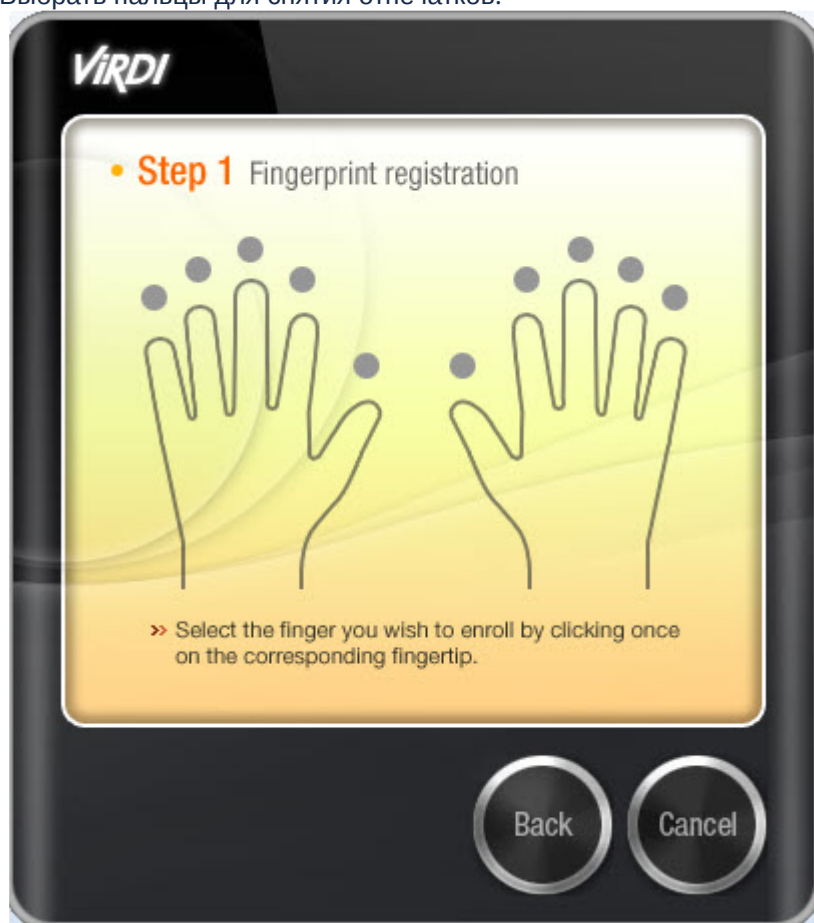 Выбрать пальцы для снятия отпечатков.
ViRDI
• Step 1 Fingerprint registration
>> Select the finger you wish to enroll by clicking once
on the corresponding fingertip.
Back
Cancel